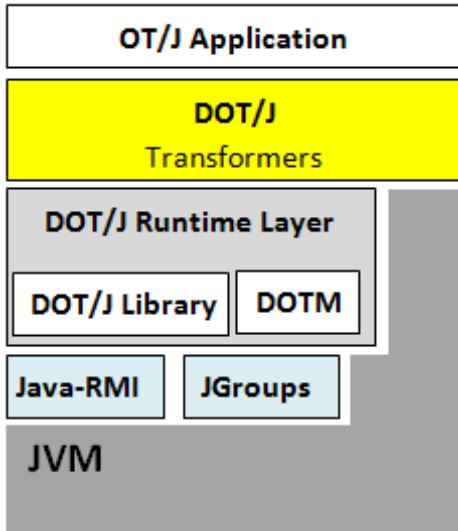 OT/J Application
DOT/J
Transformers
DOT/J Runtime Layer
DOT/J Library
DOTM
Java-RMI
JGroups
JVM